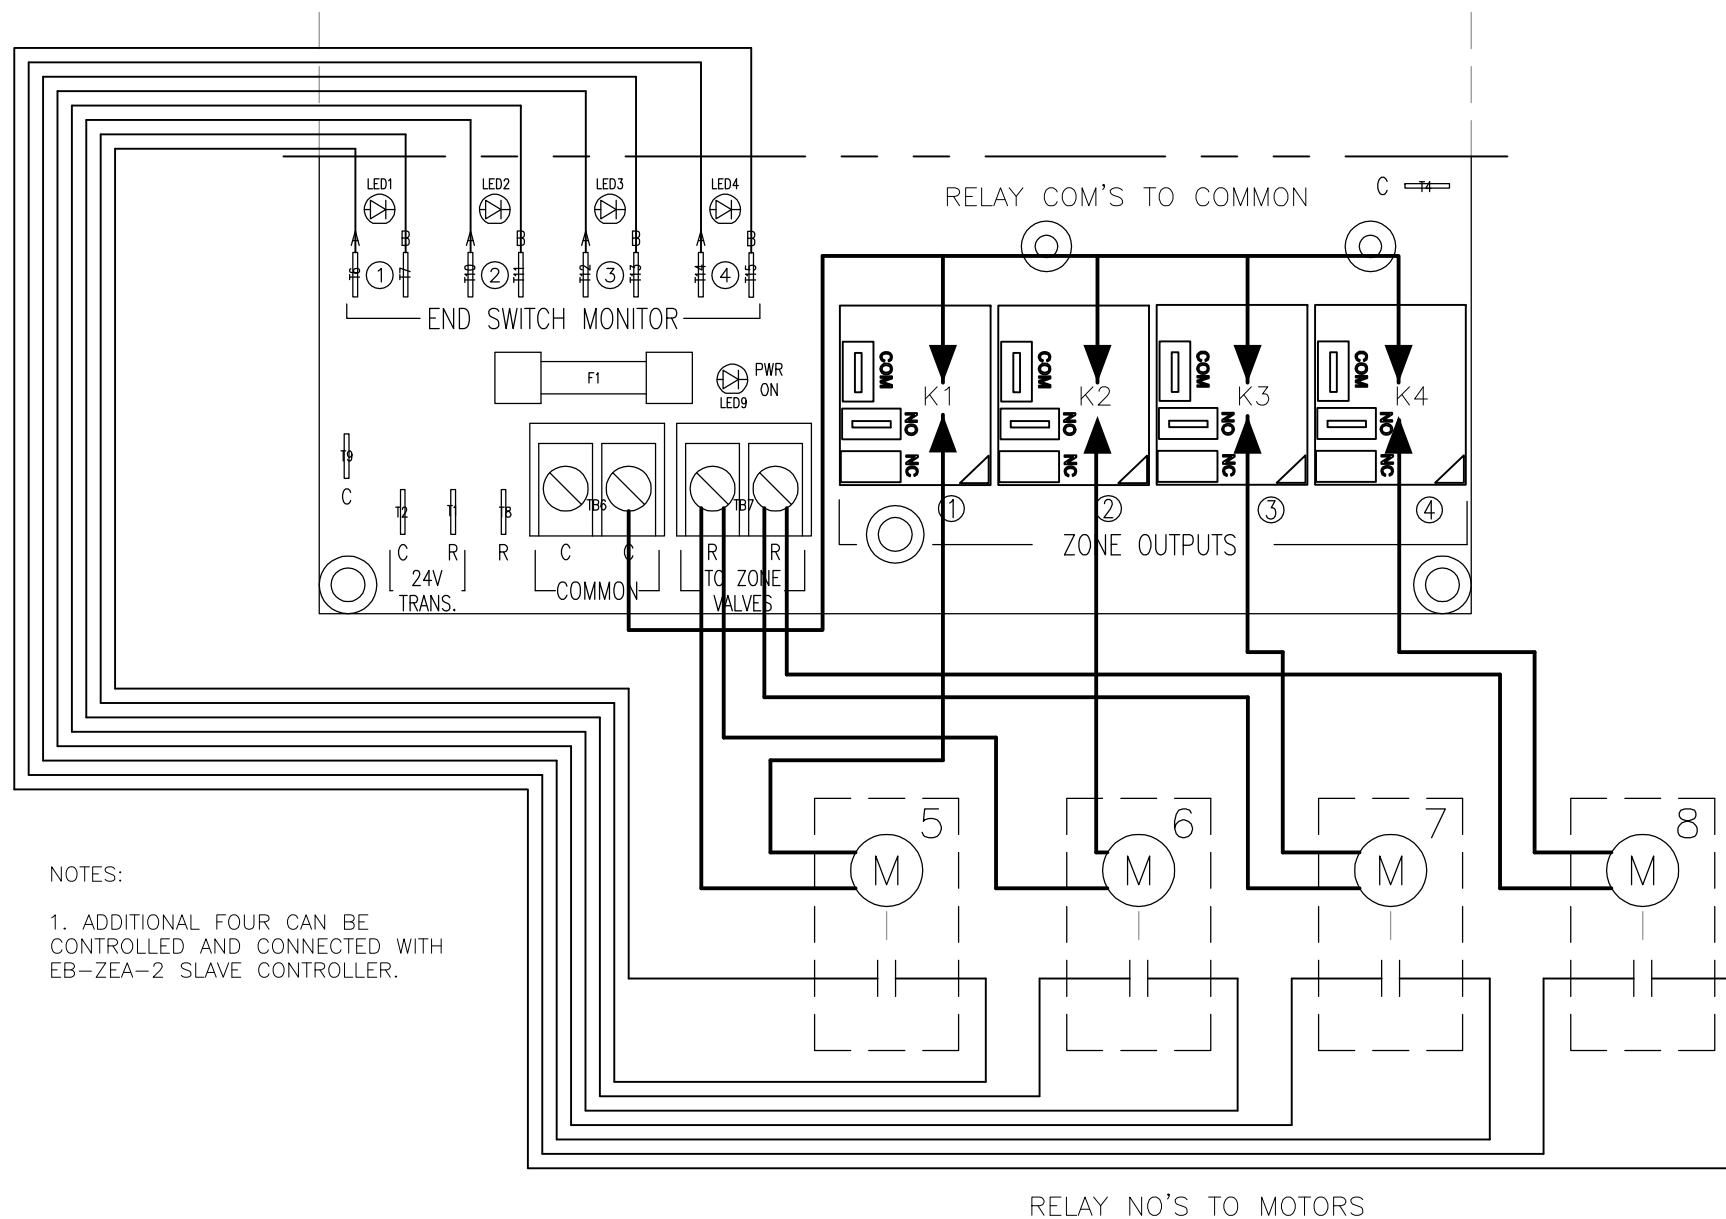 LED1 LED2 LED3 LED4
RELAY COM'S TO COMMON
C T4
A B A B A B A B
T6 1 T7 T10 2 T11 T12 3 T13 T14 4 T15
END SWITCH MONITOR
F1
PWR
ON
LED9
COM COM COM COM
K1 K2 K3 K4
NO NO NO NO
NC NC NC NC
T9
C
T2 T1 T8 TB6 TB7
1 2 3 4
C R R C C R R
ZONE OUTPUTS
24V
TRANS.
COMMON
TO ZONE
VALVES
5 6 7 8
M M M M
NOTES:
1. ADDITIONAL FOUR CAN BE
CONTROLLED AND CONNECTED WITH
EB-ZEA-2 SLAVE CONTROLLER.
RELAY NO'S TO MOTORS